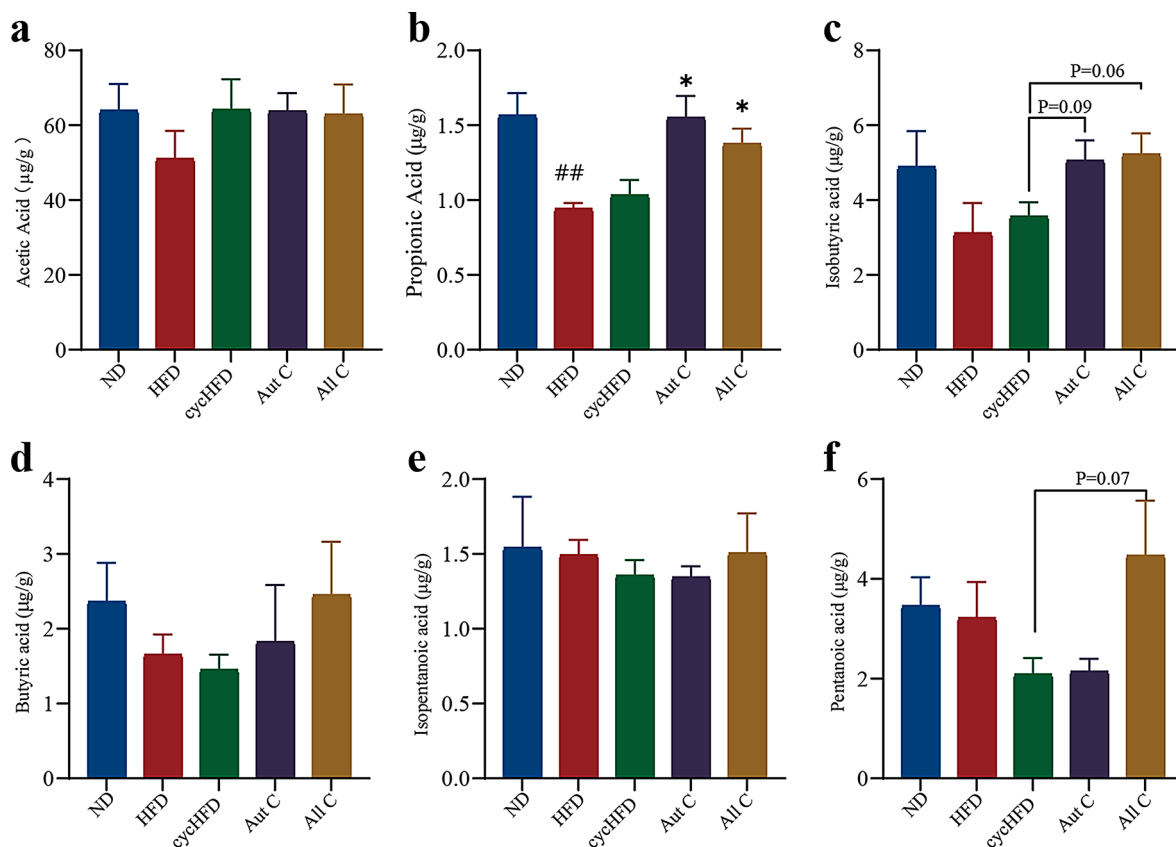 a
Acetic Acid (μg/g )
80
60
40
20
0
ND
HFD
cycHFD
Aut C
All C
b
Propionic Acid (μg/g)
2.0
1.5
1.0
0.5
0.0
##
*
*
ND
HFD
cycHFD
Aut C
All C
c
Isobutyric acid (μg/g)
8
6
4
2
0
P=0.06
P=0.09
ND
HFD
cycHFD
Aut C
All C
d
Butyric acid (μg/g)
4
3
2
1
0
ND
HFD
cycHFD
Aut C
All C
e
Isopentanoic acid (μg/g)
2.0
1.5
1.0
0.5
0.0
ND
HFD
cycHFD
Aut C
All C
f
Pentanoic acid (μg/g)
6
4
2
0
P=0.07
ND
HFD
cycHFD
Aut C
All C